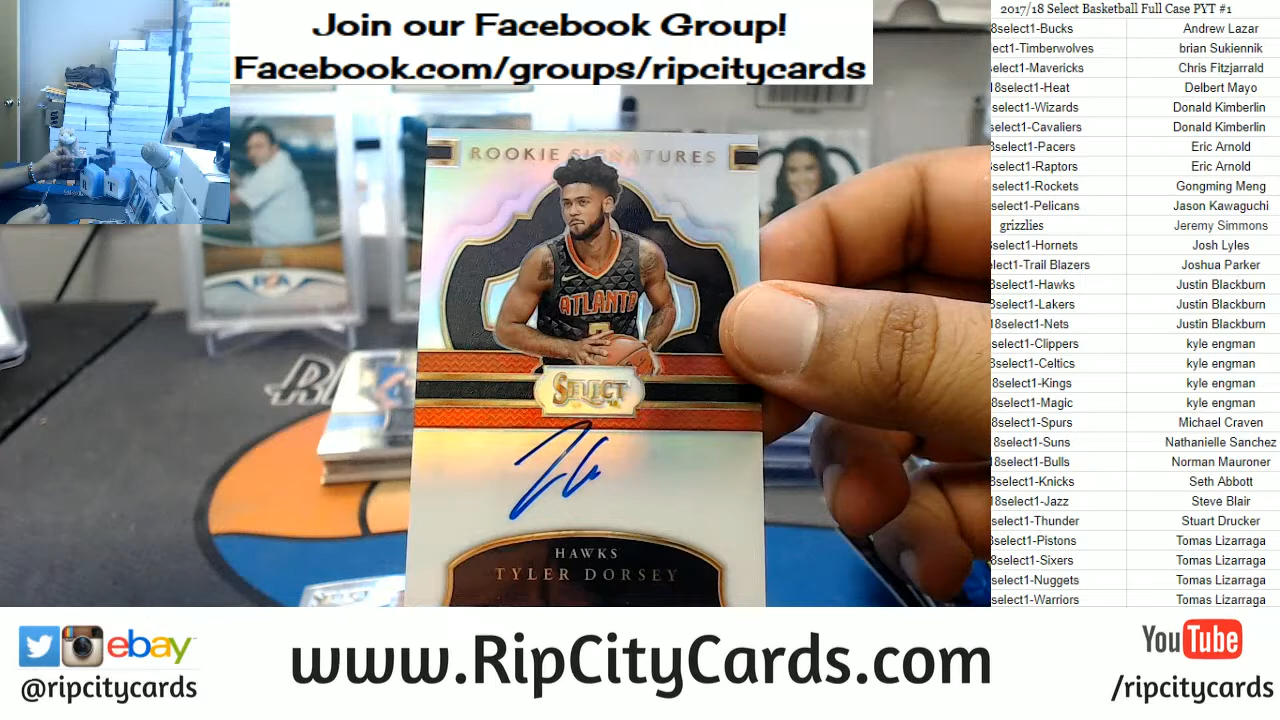 Join our Facebook Group!
Facebook.com/groups/ripcitycards
2017/18 Select Basketball Full Case PYT #1
8select1-Bucks Andrew Lazar
ect1-Timberwolves brian Sukiennik
elect1-Mavericks Chris Fitzjarrald
18select1-Heat Delbert Mayo
select1-Wizards Donald Kimberlin
select1-Cavaliers Donald Kimberlin
select1-Pacers Eric Arnold
select1-Raptors Eric Arnold
select1-Rockets Gongming Meng
select1-Pelicans Jason Kawaguchi
grizzlies Jeremy Simmons
select1-Hornets Josh Lyles
lect1-Trail Blazers Joshua Parker
select1-Hawks Justin Blackburn
select1-Lakers Justin Blackburn
18select1-Nets Justin Blackburn
select1-Clippers kyle engman
select1-Celtics kyle engman
8select1-Kings kyle engman
8select1-Magic kyle engman
8select1-Spurs Michael Craven
8select1-Suns Nathanielle Sanchez
8select1-Bulls Norman Mauroner
8select1-Knicks Seth Abbott
18select1-Jazz Steve Blair
select1-Thunder Stuart Drucker
select1-Pistons Tomas Lizarraga
8select1-Sixers Tomas Lizarraga
select1-Nuggets Tomas Lizarraga
select1-Warriors Tomas Lizarraga
ROOKIE SIGNATURES
ATLANTA
SELECT
HAWKS
TYLER DORSEY
ebay
@ripcitycards
www.RipCityCards.com
YouTube
/ripcitycards